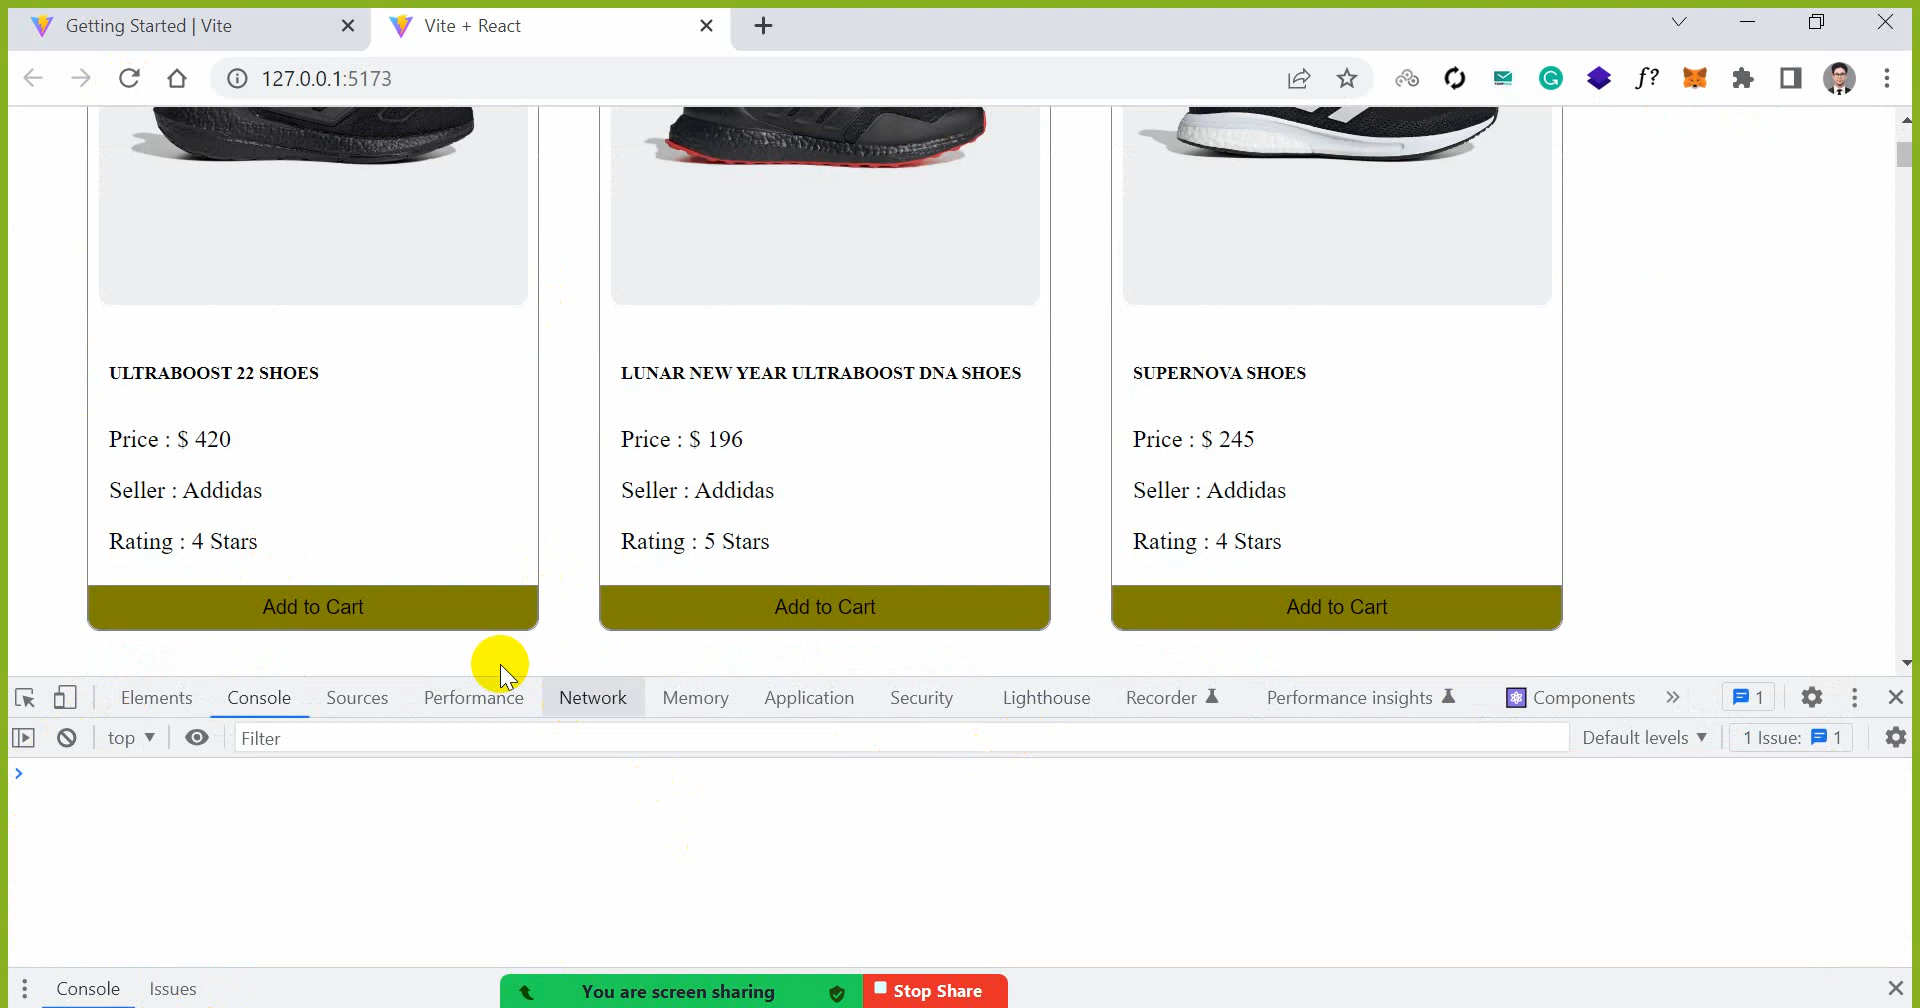 Getting Started | Vite
Vite + React
127.0.0.1:5173
f?
ULTRABOOST 22 SHOES
Price : $ 420
Seller : Addidas
Rating : 4 Stars
Add to Cart
LUNAR NEW YEAR ULTRABOOST DNA SHOES
Price : $ 196
Seller : Addidas
Rating : 5 Stars
Add to Cart
SUPERNOVA SHOES
Price : $ 245
Seller : Addidas
Rating : 4 Stars
Add to Cart
Elements Console Sources Performance Network Memory Application Security Lighthouse Recorder Performance insights Components » 1
top Filter Default levels 1 Issue: 1
Console Issues
You are screen sharing Stop Share